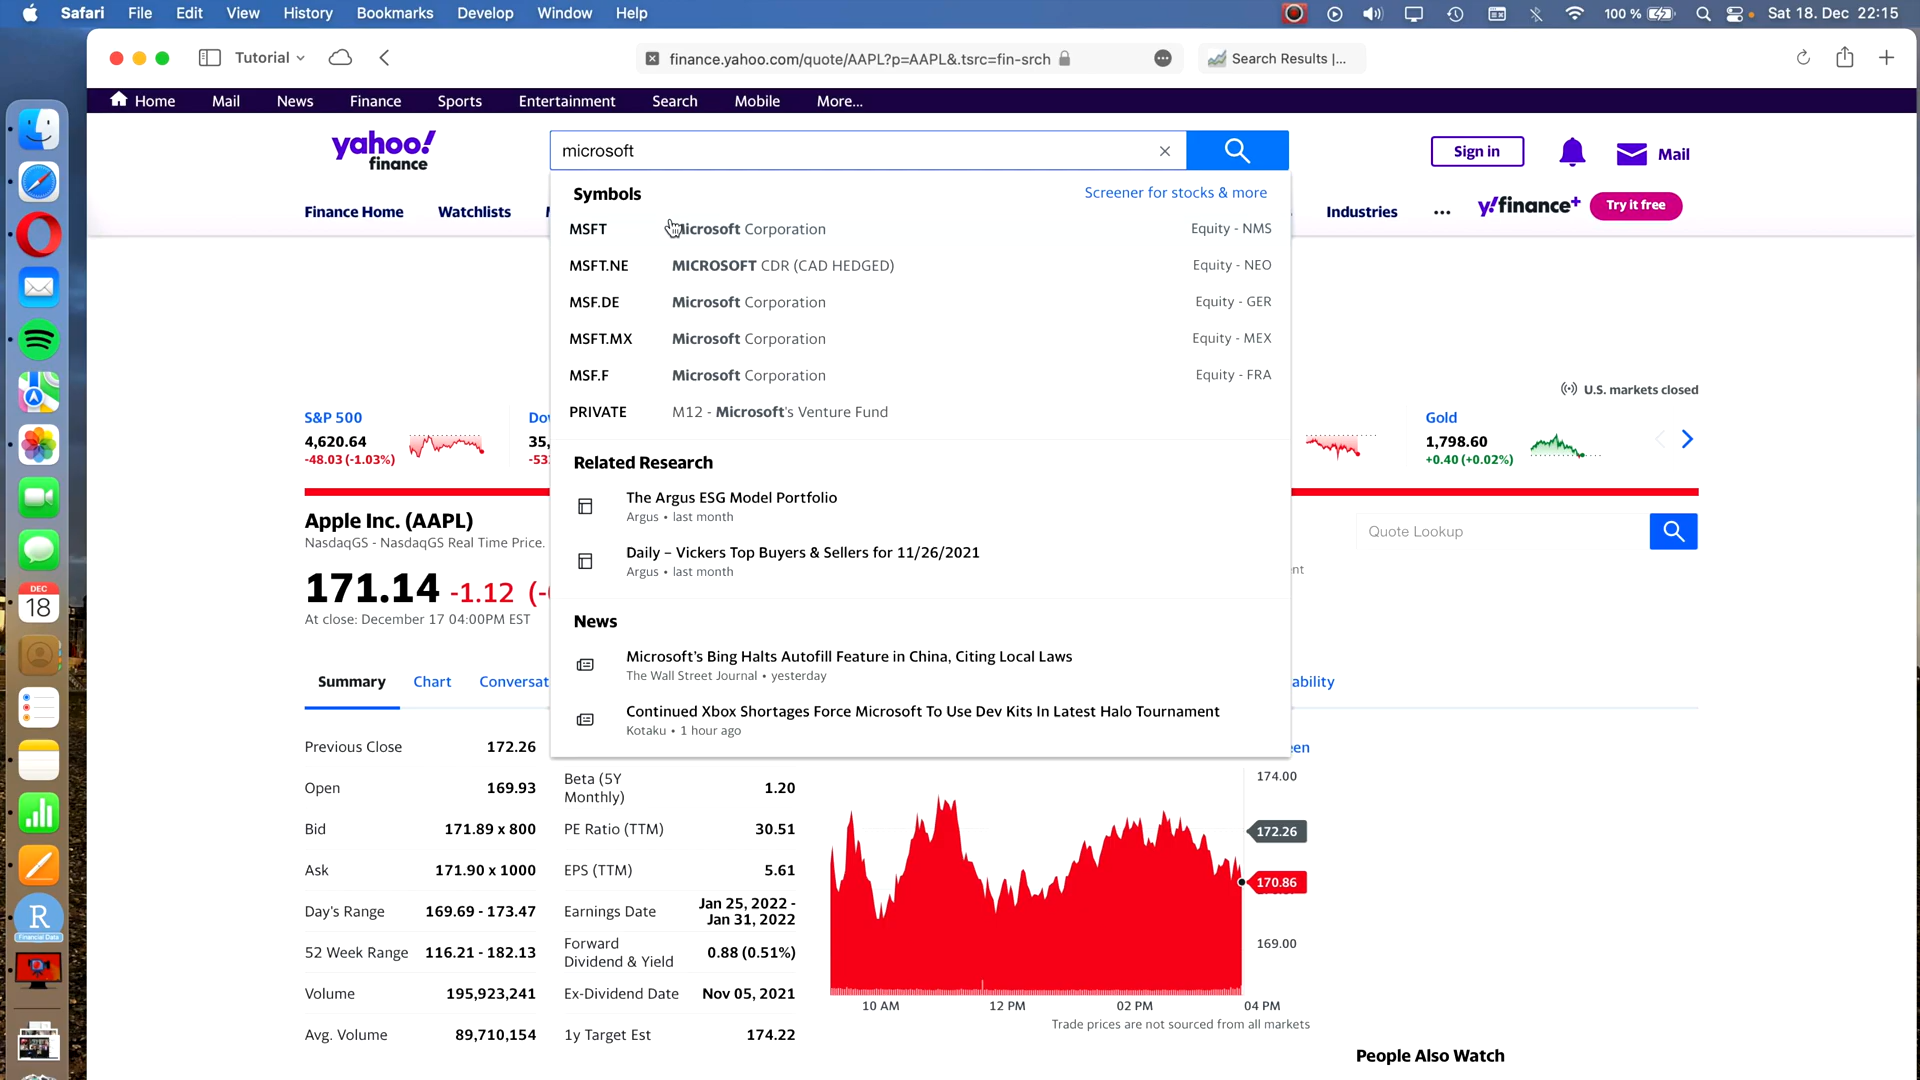 Safari File Edit View History Bookmarks Develop Window Help 100 % Sat 18. Dec 22:15
Tutorial finance.yahoo.com/quote/AAPL?p=AAPL&.tsrc=fin-srch Search Results |...
Home Mail News Finance Sports Entertainment Search Mobile More...
yahoo! finance
microsoft
Sign in Mail
Finance Home Watchlists Industries ... y!finance+ Try it free
Symbols Screener for stocks & more
MSFT Microsoft Corporation Equity - NMS
MSFT.NE MICROSOFT CDR (CAD HEDGED) Equity - NEO
MSF.DE Microsoft Corporation Equity - GER
MSFT.MX Microsoft Corporation Equity - MEX
MSF.F Microsoft Corporation Equity - FRA
PRIVATE M12 - Microsoft's Venture Fund
Related Research
The Argus ESG Model Portfolio
Argus • last month
Daily – Vickers Top Buyers & Sellers for 11/26/2021
Argus • last month
News
Microsoft's Bing Halts Autofill Feature in China, Citing Local Laws
The Wall Street Journal • yesterday
Continued Xbox Shortages Force Microsoft To Use Dev Kits In Latest Halo Tournament
Kotaku • 1 hour ago
U.S. markets closed
S&P 500
4,620.64
-48.03 (-1.03%)
Gold
1,798.60
+0.40 (+0.02%)
Apple Inc. (AAPL)
NasdaqGS - NasdaqGS Real Time Price.
Quote Lookup
171.14 -1.12
At close: December 17 04:00PM EST
Summary Chart Conversat ability
Previous Close 172.26
Open 169.93
Bid 171.89 x 800
Ask 171.90 x 1000
Day's Range 169.69 - 173.47
52 Week Range 116.21 - 182.13
Volume 195,923,241
Avg. Volume 89,710,154
Beta (5Y Monthly) 1.20
PE Ratio (TTM) 30.51
EPS (TTM) 5.61
Earnings Date Jan 25, 2022 - Jan 31, 2022
Forward Dividend & Yield 0.88 (0.51%)
Ex-Dividend Date Nov 05, 2021
1y Target Est 174.22
174.00
172.26
170.86
169.00
10 AM 12 PM 02 PM 04 PM
Trade prices are not sourced from all markets
People Also Watch
DEC
18
R
Financial Data